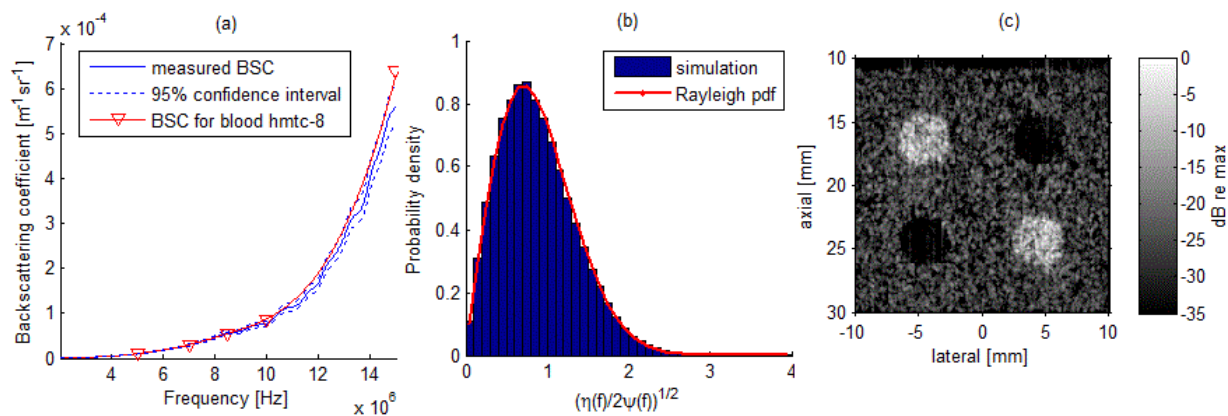 (a)
x 10⁻⁴
7
6
5
4
3
2
1
0
Backscattering coefficient [m⁻¹sr⁻¹]
measured BSC
95% confidence interval
BSC for blood hmtc-8
4 6 8 10 12 14
Frequency [Hz]
x 10⁶
(b)
1
0.8
0.6
0.4
0.2
0
Probability density
simulation
Rayleigh pdf
0 1 2 3 4
(η(f)/2ψ(f))¹/²
(c)
10
15
20
25
30
axial [mm]
-10 -5 0 5 10
lateral [mm]
0
-5
-10
-15
-20
-25
-30
-35
dB re max